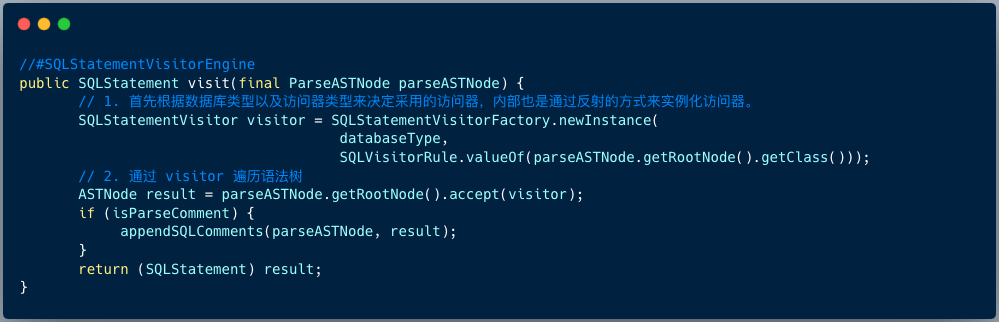 //#SQLStatementVisitorEngine
public SQLStatement visit(final ParseASTNode parseASTNode) {
       // 1. 首先根据数据库类型以及访问器类型来决定采用的访问器，内部也是通过反射的方式来实例化访问器。
       SQLStatementVisitor visitor = SQLStatementVisitorFactory.newInstance(
                                      databaseType,
                                      SQLVisitorRule.valueOf(parseASTNode.getRootNode().getClass()));
       // 2. 通过 visitor 遍历语法树
       ASTNode result = parseASTNode.getRootNode().accept(visitor);
       if (isParseComment) {
            appendSQLComments(parseASTNode, result);
       }
       return (SQLStatement) result;
}